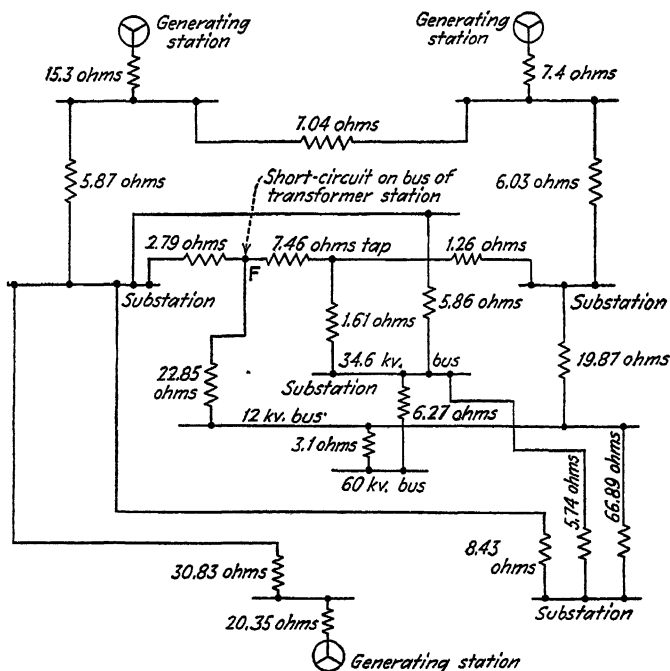 Generating
station
Generating
station
15.3 ohms
7.4 ohms
7.04 ohms
5.87 ohms
Short-circuit on bus of
transformer station
6.03 ohms
2.79 ohms
7.46 ohms tap
1.26 ohms
F
Substation
Substation
5.86 ohms
1.61 ohms
34.6 kv. bus
19.87 ohms
22.85
ohms
Substation
6.27 ohms
12 kv. bus
3.1 ohms
60 kv. bus
5.74 ohms
66.89 ohms
8.43
ohms
30.83 ohms
Substation
20.35 ohms
Generating station